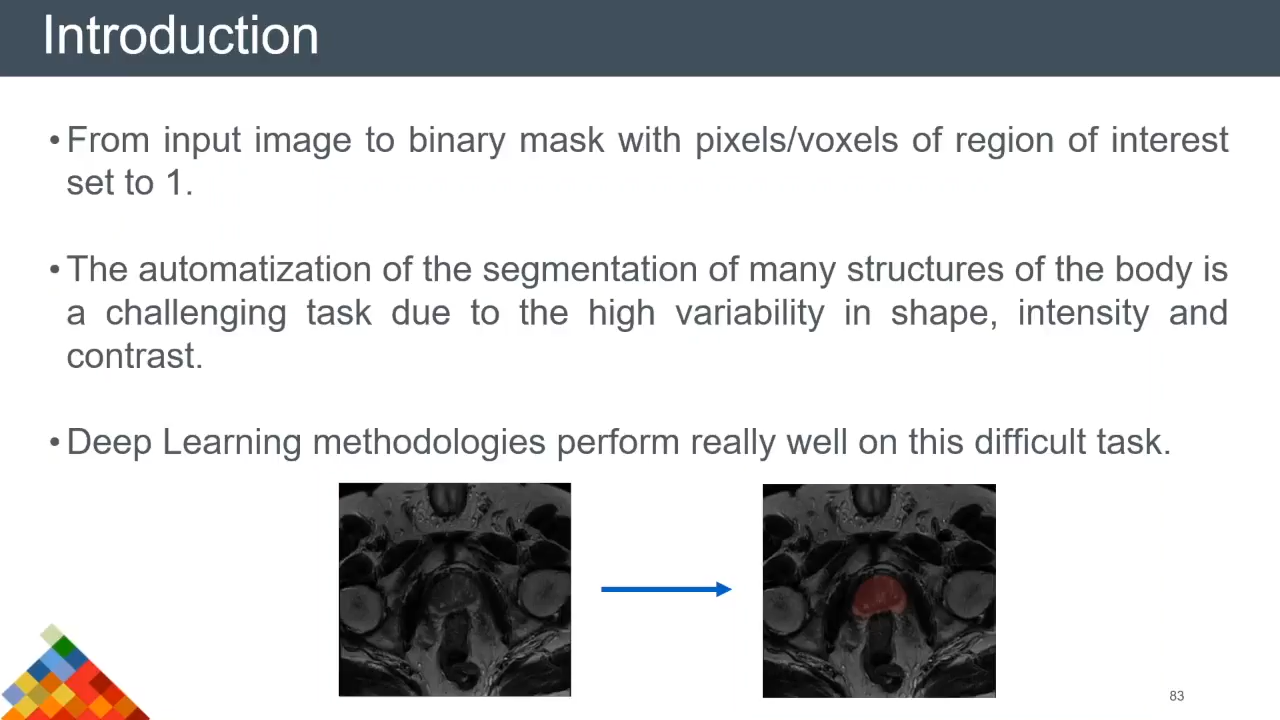 Introduction
•From input image to binary mask with pixels/voxels of region of interest
set to 1.
•The automatization of the segmentation of many structures of the body is
a challenging task due to the high variability in shape, intensity and
contrast.
•Deep Learning methodologies perform really well on this difficult task.
83